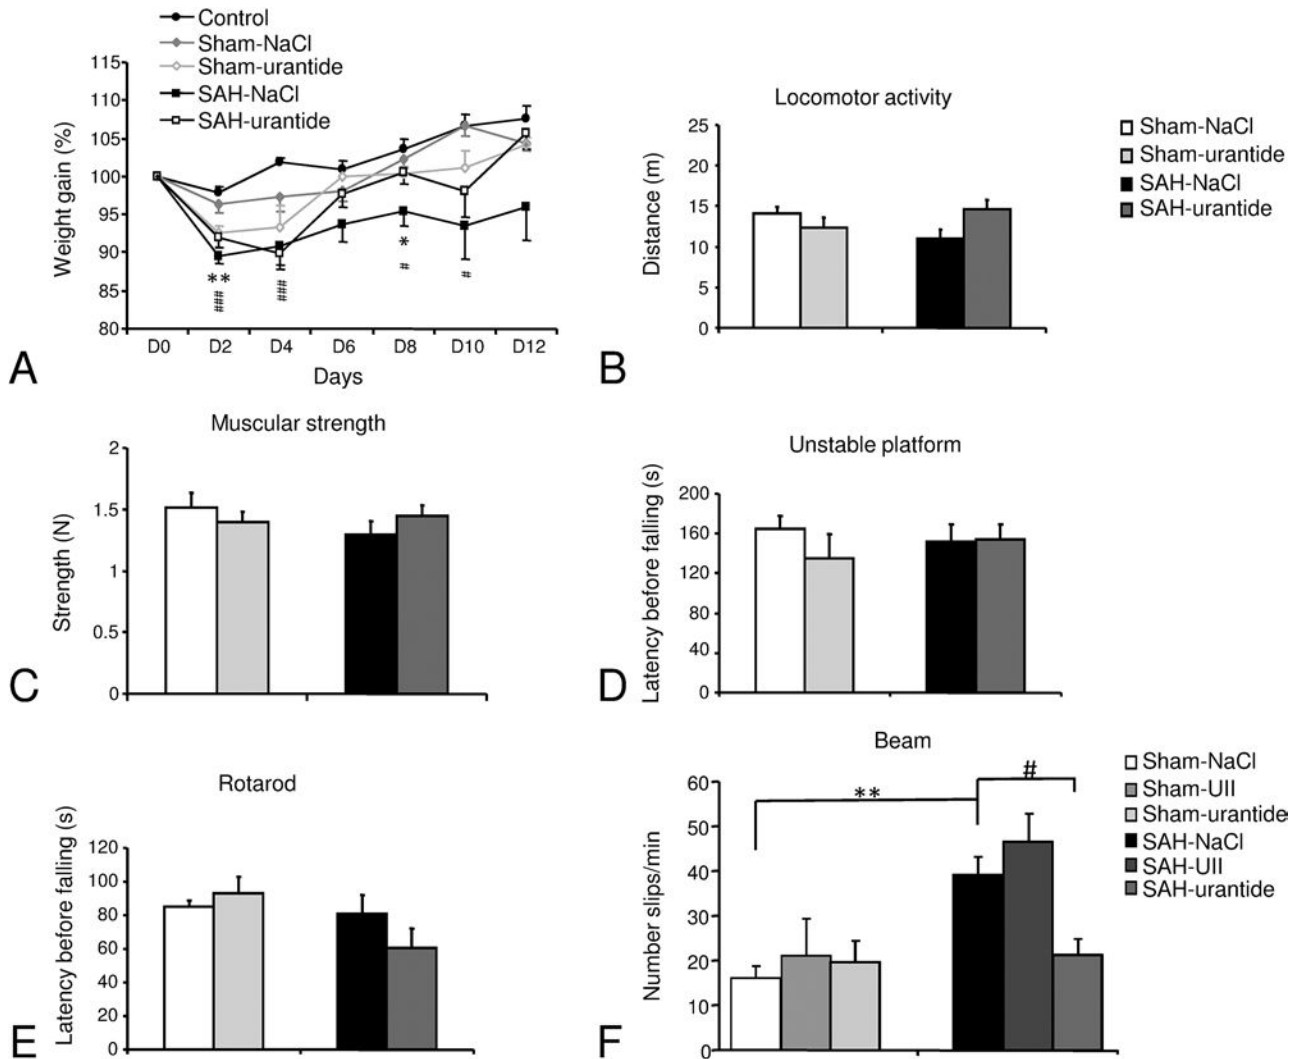 Control
Sham-NaCl
Sham-urantide
SAH-NaCl
SAH-urantide
115
110
105
100
95
90
85
80
Weight gain (%)
**
###
###
*
#
#
D0 D2 D4 D6 D8 D10 D12
Days
A
Locomotor activity
25
20
15
10
5
0
Distance (m)
Sham-NaCl
Sham-urantide
SAH-NaCl
SAH-urantide
B
Muscular strength
2
1.5
1
0.5
0
Strength (N)
C
Unstable platform
200
160
120
80
40
0
Latency before falling (s)
D
Rotarod
120
100
80
60
40
20
0
Latency before falling (s)
E
Beam
60
50
40
30
20
10
0
Number slips/min
**
#
Sham-NaCl
Sham-UII
Sham-urantide
SAH-NaCl
SAH-UII
SAH-urantide
F